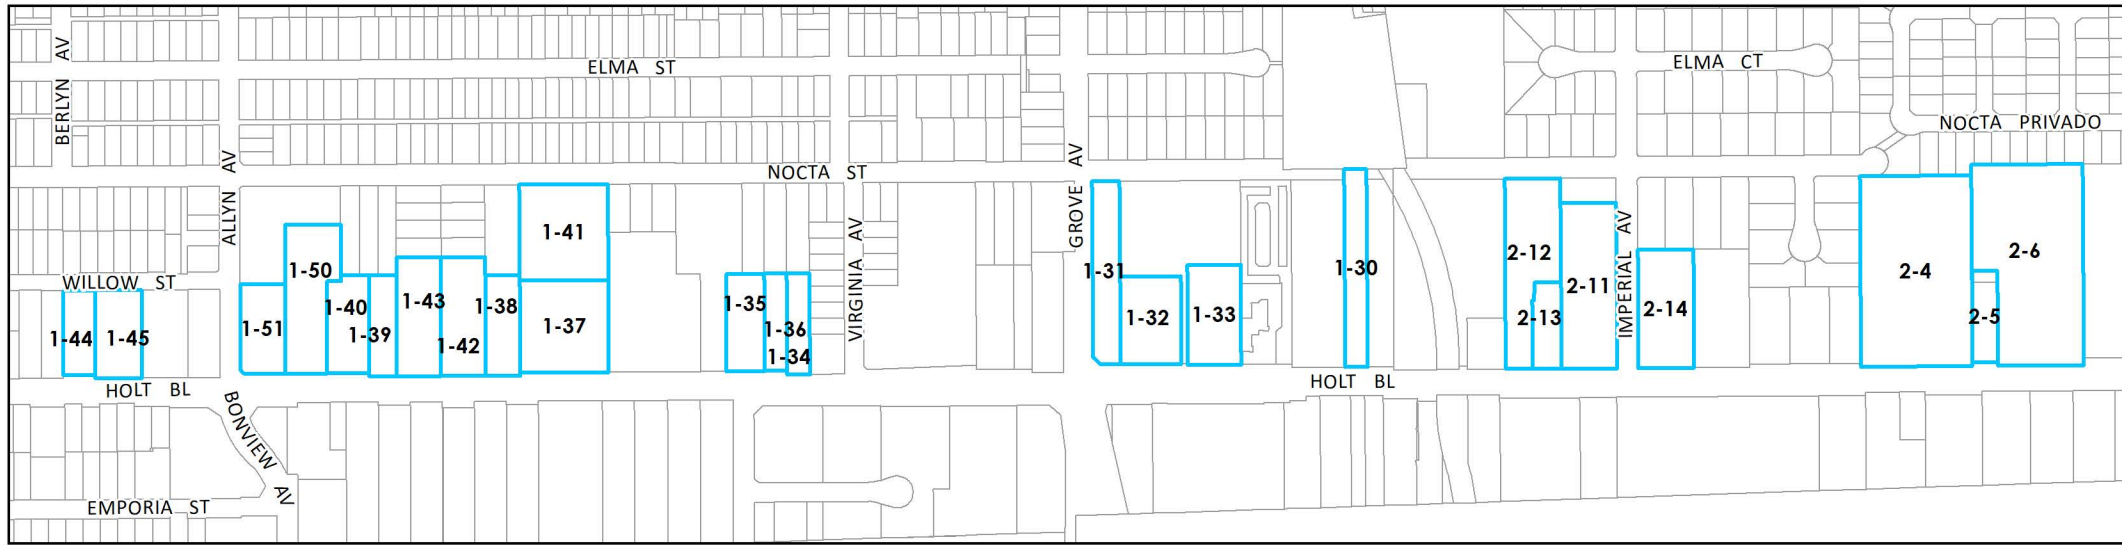 BERLYN AV
ELMA ST
ELMA CT
NOCTA PRIVADO
ALLYN AV
NOCTA ST
GROVE AV
VIRGINIA AV
IMPERIAL AV
WILLOW ST
1-44
1-45
1-51
1-50
1-40
1-39
1-43
1-42
1-38
1-41
1-37
1-35
1-36
1-34
1-31
1-32
1-33
1-30
2-12
2-13
2-11
2-14
2-4
2-5
2-6
HOLT BL
HOLT BL
BONVIEW AV
EMPORIA ST